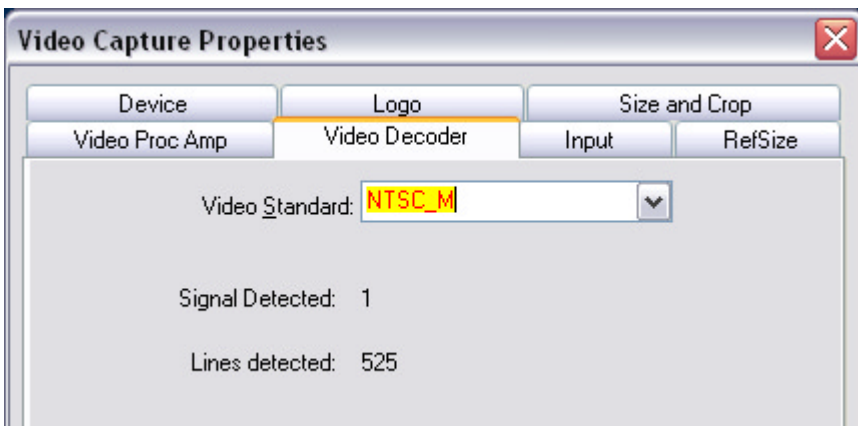 Video Capture Properties
Device Logo Size and Crop
Video Proc Amp Video Decoder Input RefSize
Video Standard: NTSC_M
Signal Detected: 1
Lines detected: 525